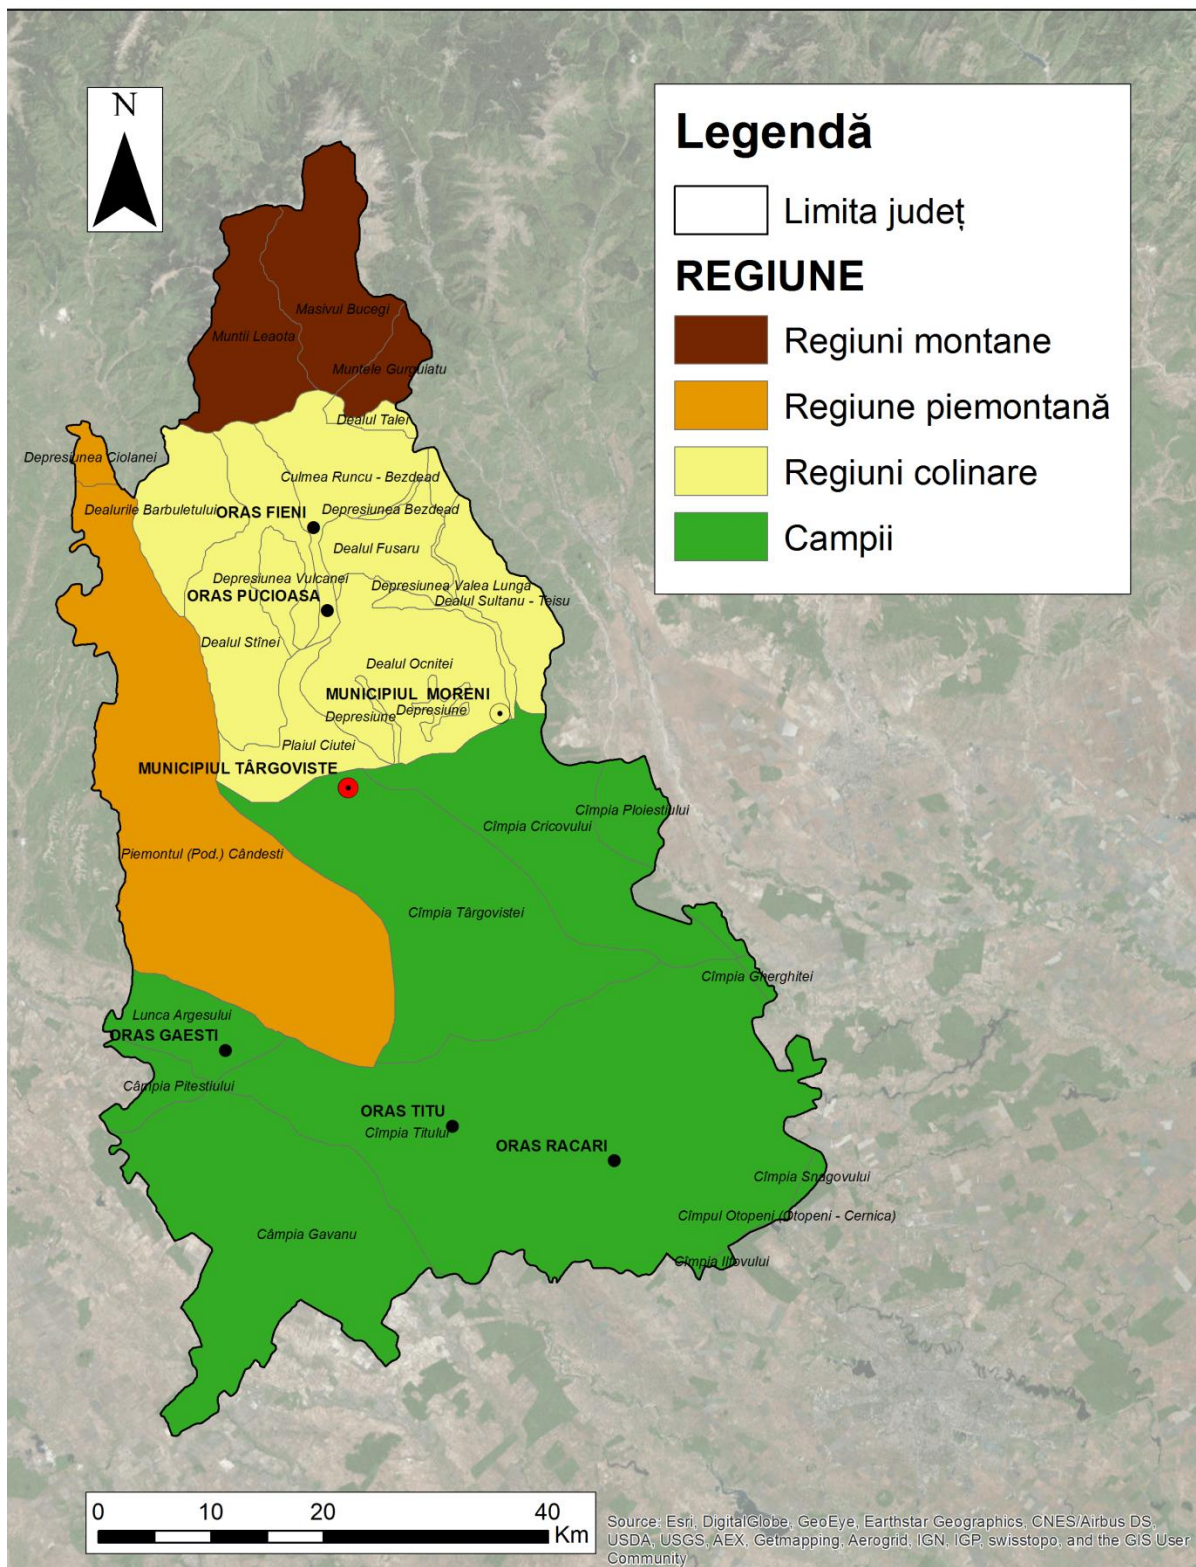 N
Legendă
Limita județ
REGIUNE
Regiuni montane
Regiune piemontană
Regiuni colinare
Campii
Masivul Bucegi
Muntii Leaota
Muntele Gurguiatu
Dealul Taler
Depresiunea Ciolanei
Culmea Runcu - Bezdead
Dealurile Barbuletului
ORAS FIENI
Depresiunea Bezdead
Dealul Fusaru
Depresiunea Vulcanei
Depresiunea Valea Lunga
ORAS PUCIOASA
Dealul Sultanu - Teisu
Dealul Stînei
Dealul Ocnitei
MUNICIPIUL MORENI
Depresiune
Depresiune
Plaiul Ciutei
MUNICIPIUL TÂRGOVISTE
Cîmpia Ploiestiului
Cîmpia Cricovului
Piemontul (Pod.) Cândesti
Cîmpia Târgovistei
Cîmpia Gherghitei
Lunca Argesului
ORAS GAESTI
Câmpia Pitestiului
ORAS TITU
Cîmpia Titului
ORAS RACARI
Cîmpia Snagovului
Cîmpul Otopeni (Otopeni - Cernica)
Câmpia Gavanu
Cîmpia Ilfovului
0 10 20 40
Km
Source: Esri, DigitalGlobe, GeoEye, Earthstar Geographics, CNES/Airbus DS,
USDA, USGS, AEX, Getmapping, Aerogrid, IGN, IGP, swisstopo, and the GIS User
Community